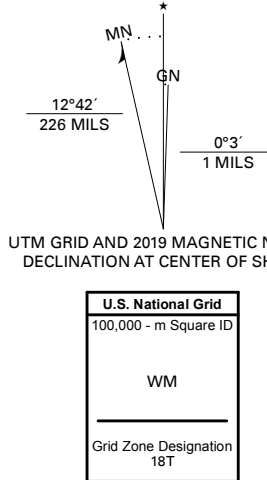 ★
MN
GN
12°42´
226 MILS
0°3´
1 MILS
UTM GRID AND 2019 MAGNETIC N
DECLINATION AT CENTER OF SH
U.S. National Grid
100,000 - m Square ID
WM
Grid Zone Designation
18T